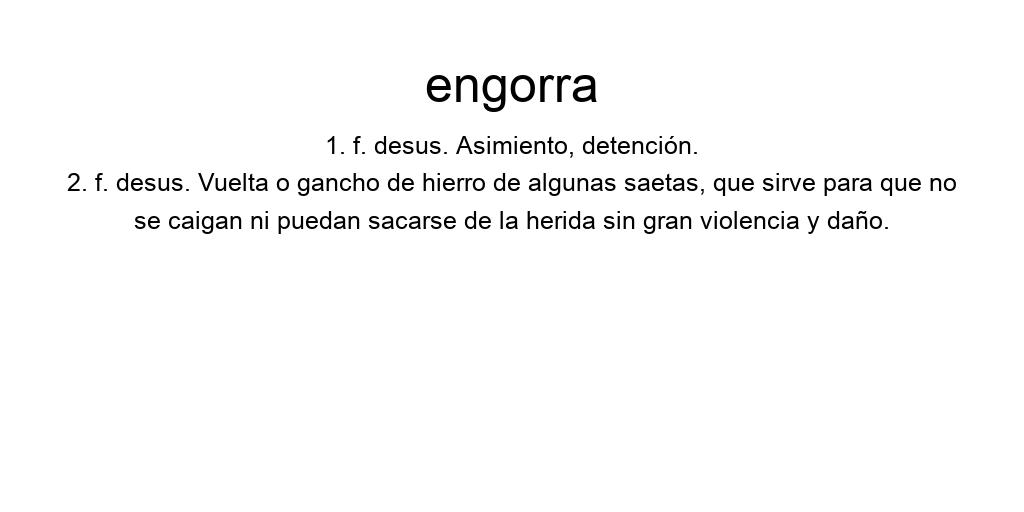 engorra
1. f. desus. Asimiento, detención.
2. f. desus. Vuelta o gancho de hierro de algunas saetas, que sirve para que no
se caigan ni puedan sacarse de la herida sin gran violencia y daño.